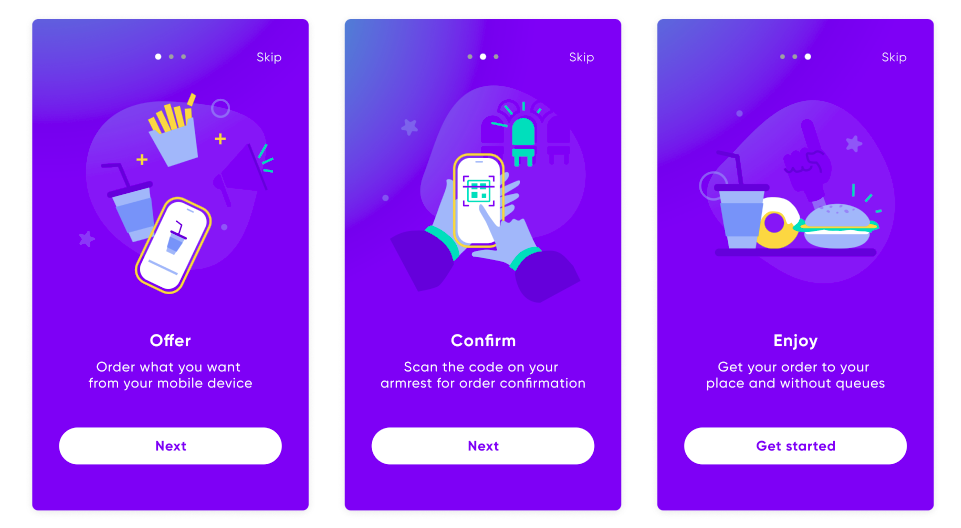 Skip
Offer
Order what you want
from your mobile device
Next
Skip
Confirm
Scan the code on your
armrest for order confirmation
Next
Skip
Enjoy
Get your order to your
place and without queues
Get started